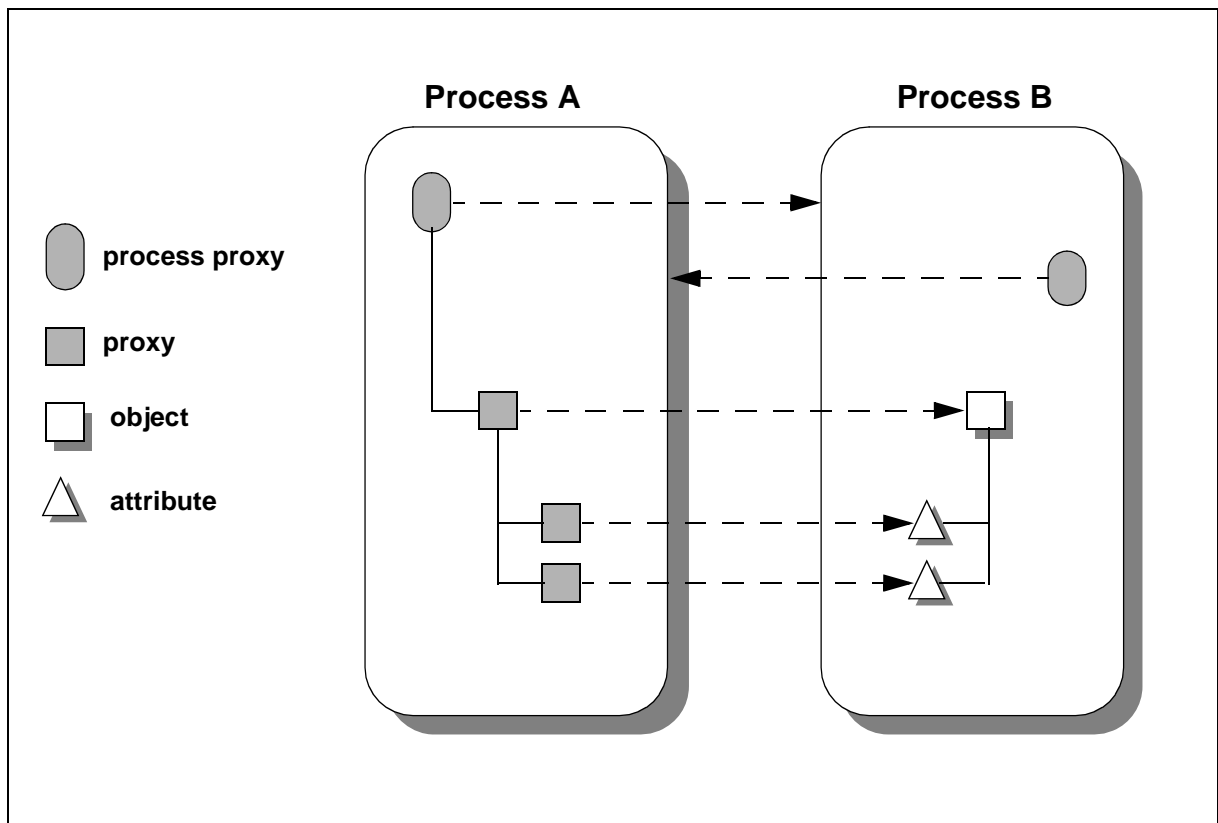 Process A
Process B
process proxy
proxy
object
attribute